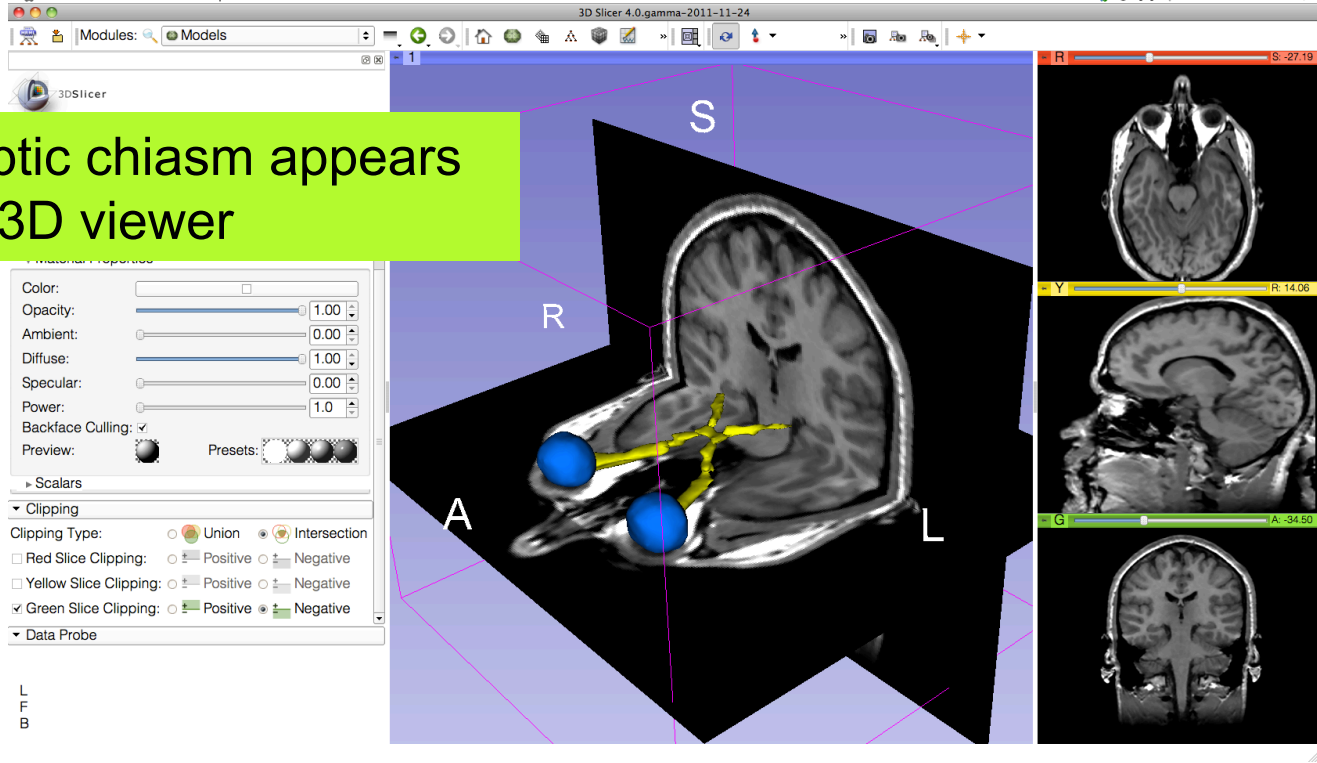 3D Slicer 4.0.gamma-2011-11-24
Modules: Models
3DSlicer
1
R S: -27.19
ptic chiasm appears
3D viewer
S
R
A
L
Material Properties
Color:
Opacity: 1.00
Ambient: 0.00
Diffuse: 1.00
Specular: 0.00
Power: 1.0
Backface Culling:
Preview: Presets:
Scalars
Clipping
Clipping Type: Union Intersection
Red Slice Clipping: Positive Negative
Yellow Slice Clipping: Positive Negative
Green Slice Clipping: Positive Negative
Data Probe
L
F
B
Y R: 14.06
G A: -34.50